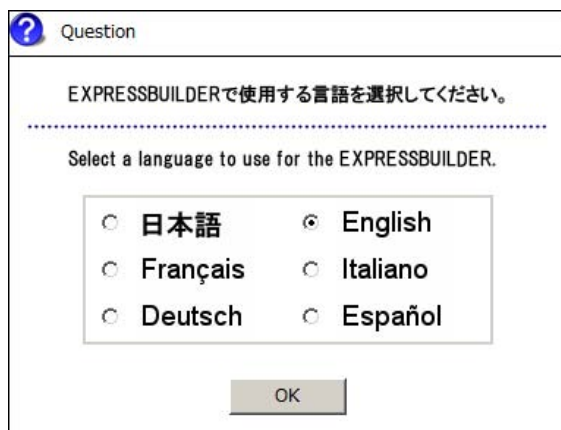 Question
EXPRESSBUILDERで使用する言語を選択してください。
Select a language to use for the EXPRESSBUILDER.
日本語 English
Français Italiano
Deutsch Español
OK